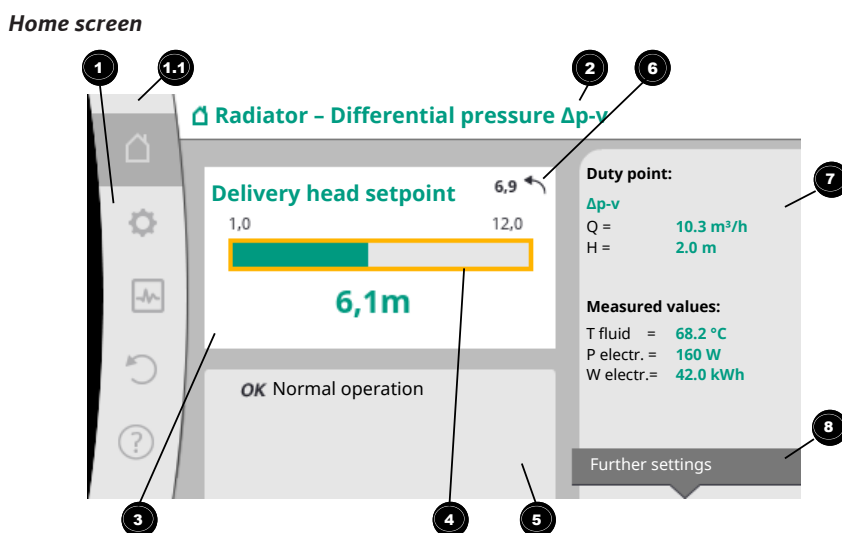 Home screen
1
1.1
2
6
Radiator – Differential pressure Δp-v
Delivery head setpoint
6,9
1,0
12,0
6,1m
OK Normal operation
Duty point:
Δp-v
Q = 10.3 m³/h
H = 2.0 m
Measured values:
T fluid = 68.2 °C
P electr. = 160 W
W electr.= 42.0 kWh
7
8
Further settings
?
3
4
5